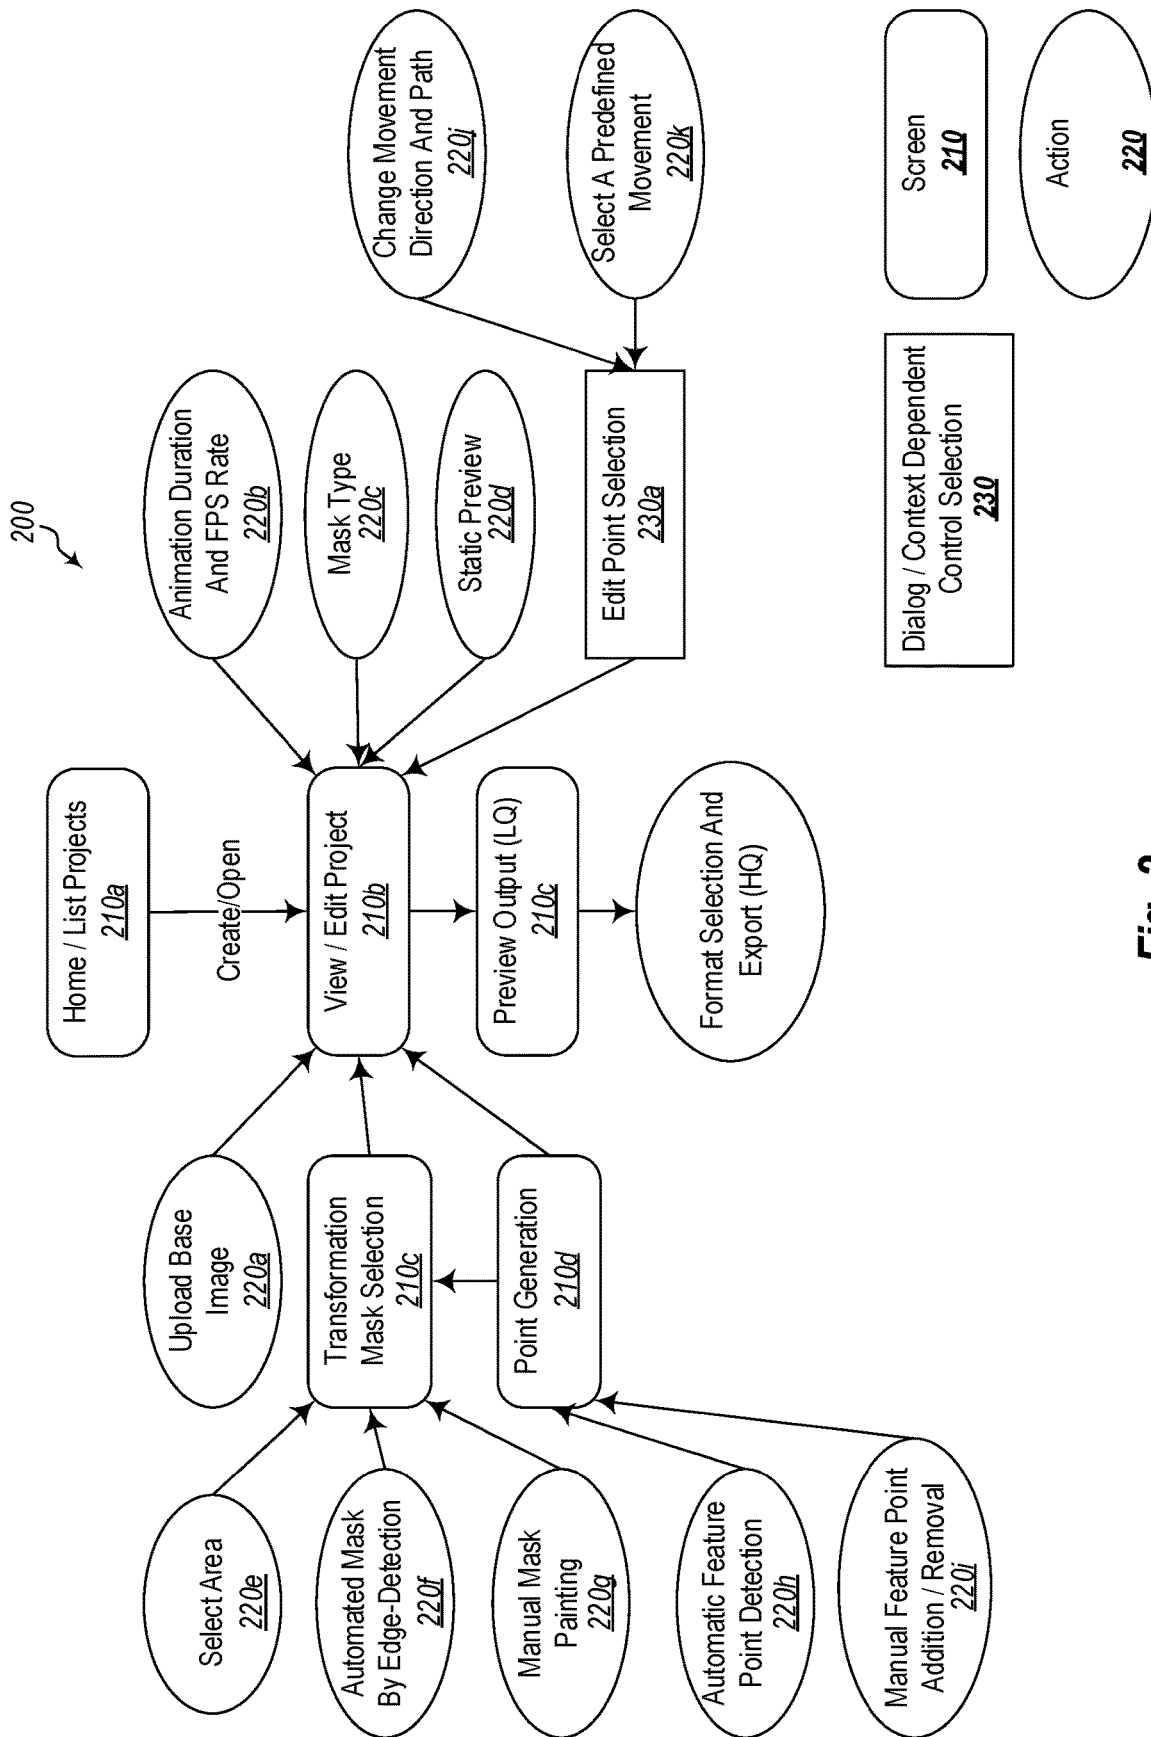 200
Home / List Projects
210a
Create/Open
Upload Base
Image
220a
Animation Duration
And FPS Rate
220b
Select Area
220e
Transformation
Mask Selection
210c
View / Edit Project
210b
Mask Type
220c
Automated Mask
By Edge-Detection
220f
Static Preview
220d
Change Movement
Direction And Path
220j
Manual Mask
Painting
220g
Point Generation
210d
Preview Output (LQ)
210c
Edit Point Selection
230a
Select A Predefined
Movement
220k
Automatic Feature
Point Detection
220h
Format Selection And
Export (HQ)
Manual Feature Point
Addition / Removal
220i
Dialog / Context Dependent
Control Selection
230
Screen
210
Action
220